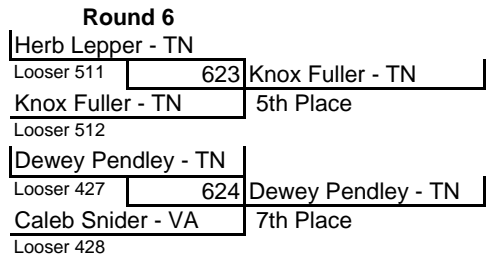 Round 6
Herb Lepper - TN
Looser 511
623 Knox Fuller - TN
Knox Fuller - TN
5th Place
Looser 512
Dewey Pendley - TN
Looser 427
624 Dewey Pendley - TN
Caleb Snider - VA
7th Place
Looser 428